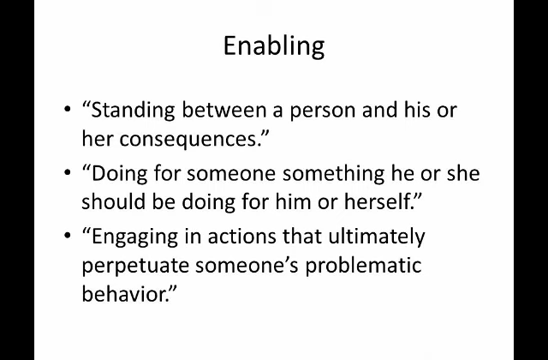 Enabling
• “Standing between a person and his or
her consequences.”
• “Doing for someone something he or she
should be doing for him or herself.”
• “Engaging in actions that ultimately
perpetuate someone’s problematic
behavior.”